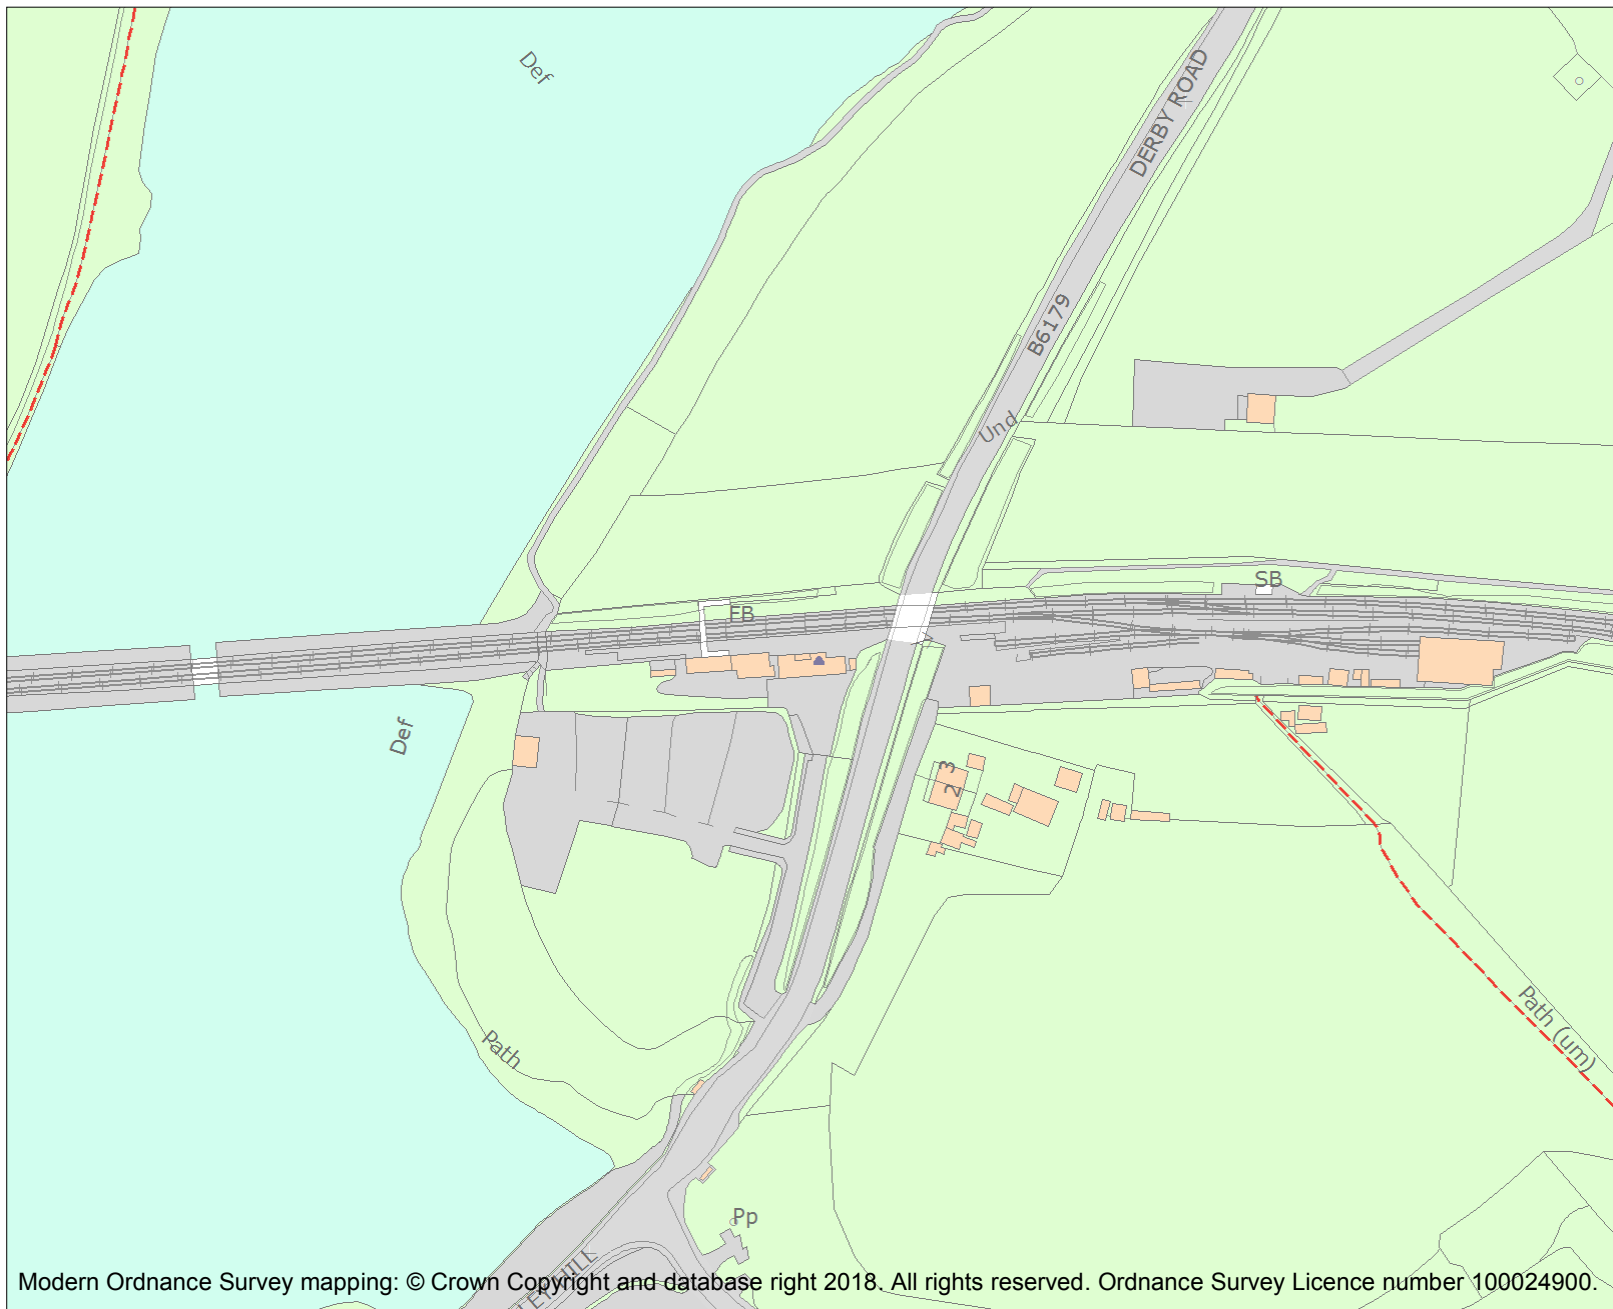 Def
DERBY ROAD
B6179
Und
SB
FB
Def
3
2
Path (um)
Path
Pp
Modern Ordnance Survey mapping: © Crown Copyright and database right 2018. All rights reserved. Ordnance Survey Licence number 100024900.